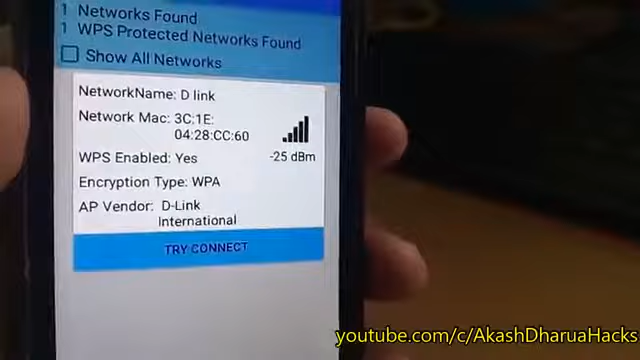 1 Networks Found
1 WPS Protected Networks Found
Show All Networks
NetworkName: D link
Network Mac: 3C:1E:
04:28:CC:60
-25 dBm
WPS Enabled: Yes
Encryption Type: WPA
AP Vendor: D-Link
International
TRY CONNECT
youtube.com/c/AkashDharuaHacks